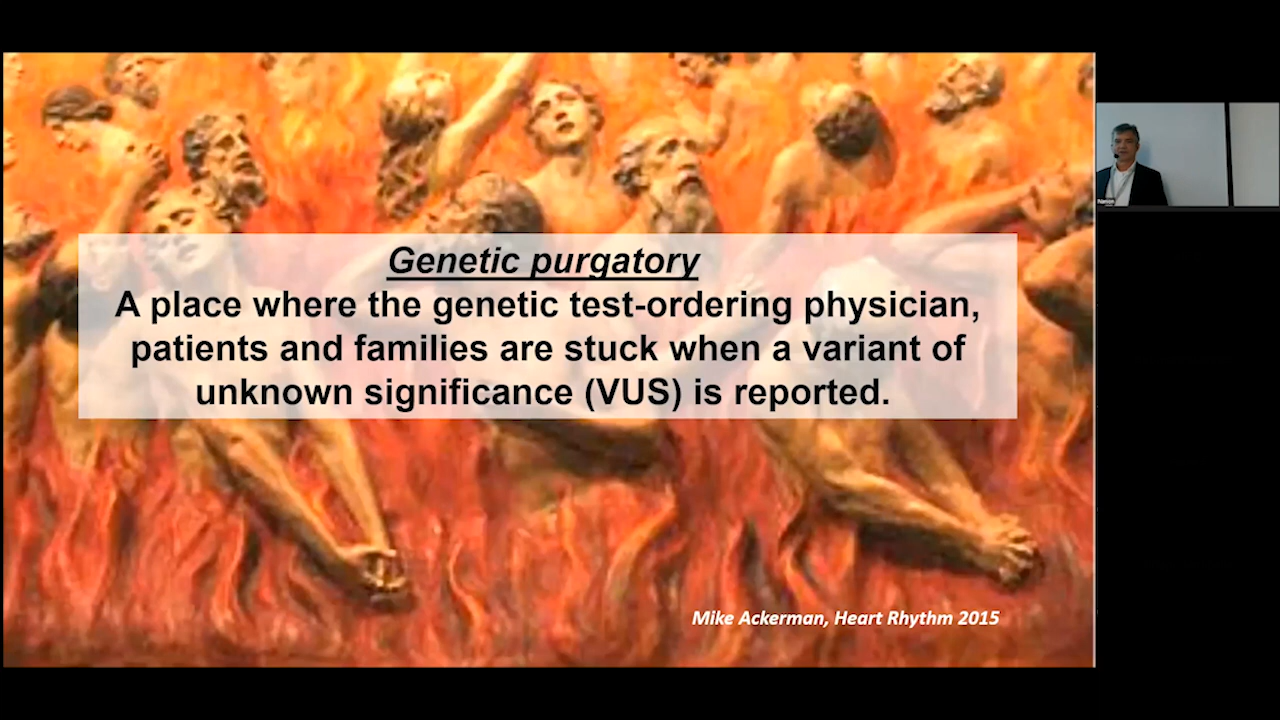 Genetic purgatory
A place where the genetic test-ordering physician,
patients and families are stuck when a variant of
unknown significance (VUS) is reported.
Mike Ackerman, Heart Rhythm 2015